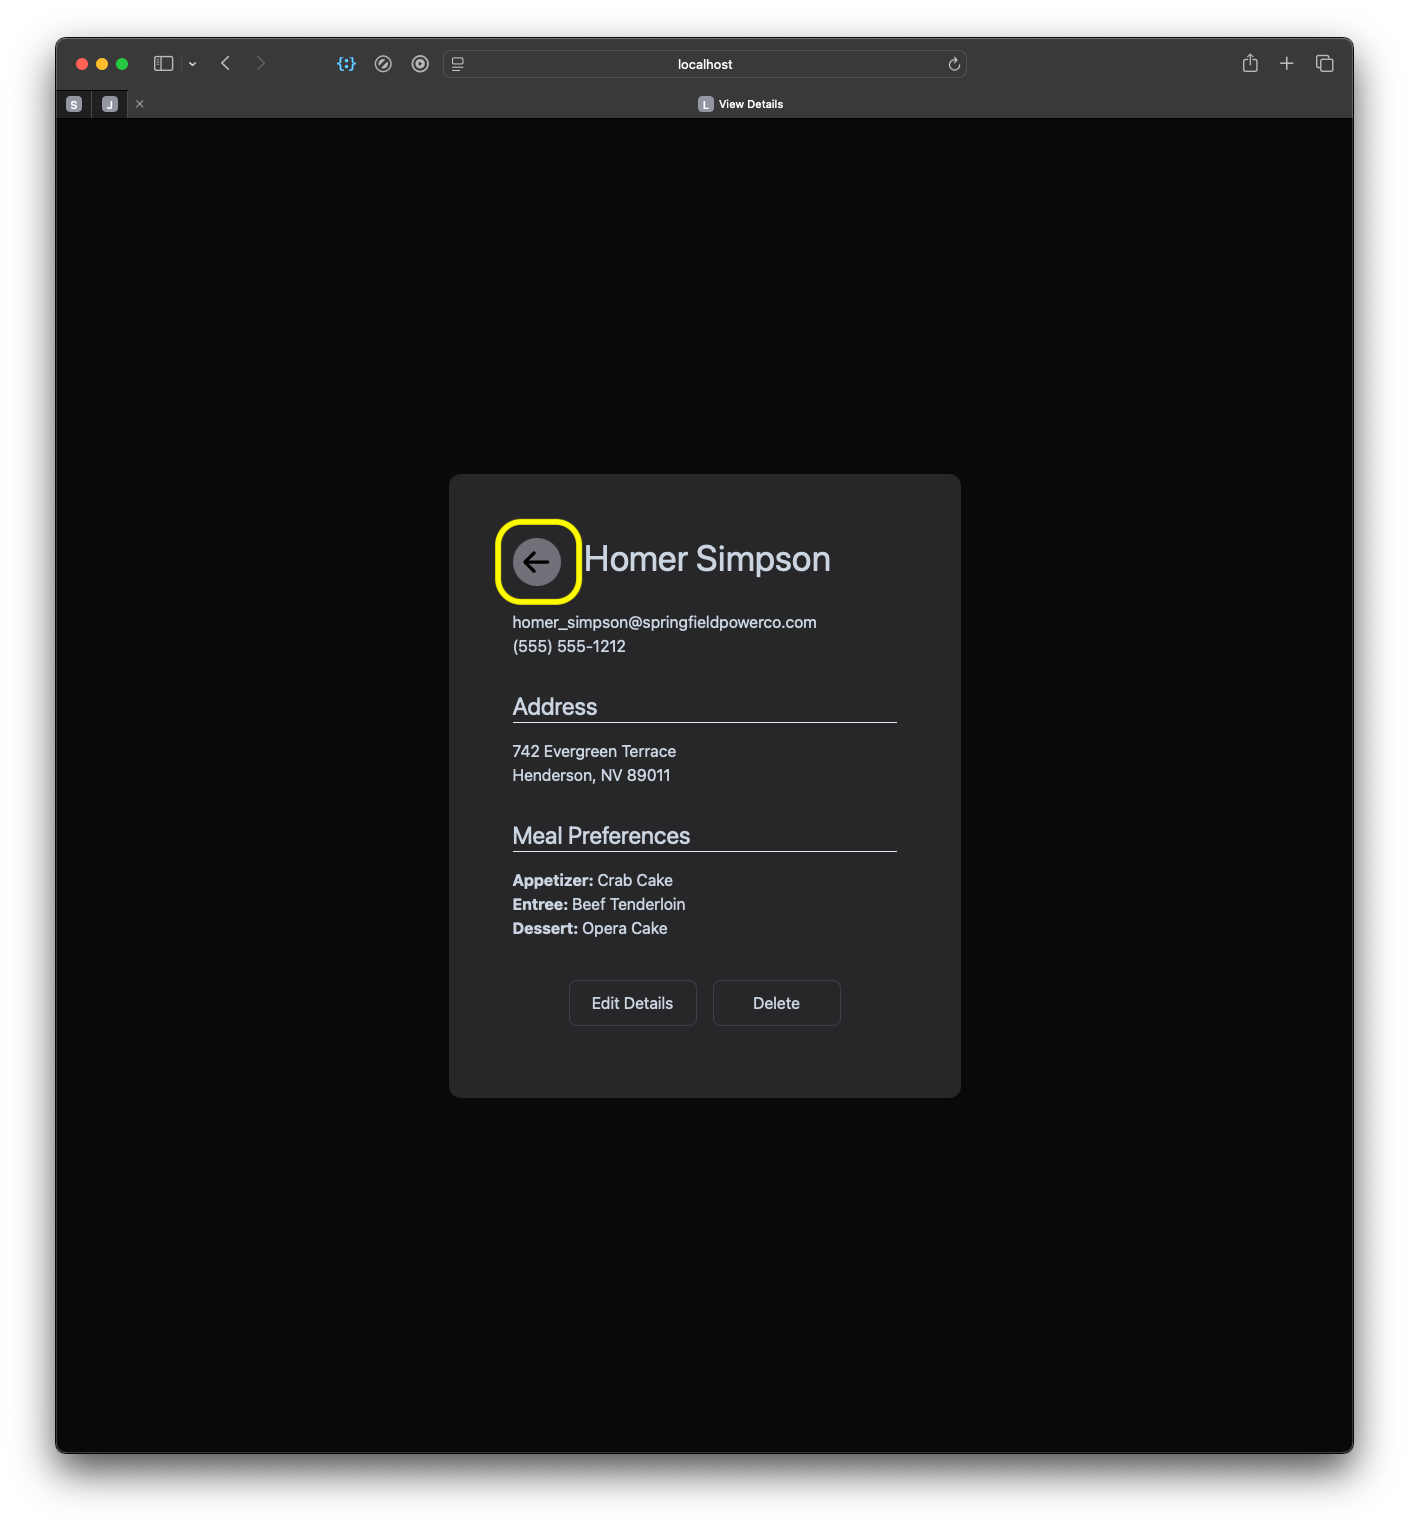 localhost
S
J
L View Details
Homer Simpson
homer_simpson@springfieldpowerco.com
(555) 555-1212
Address
742 Evergreen Terrace
Henderson, NV 89011
Meal Preferences
Appetizer: Crab Cake
Entree: Beef Tenderloin
Dessert: Opera Cake
Edit Details
Delete